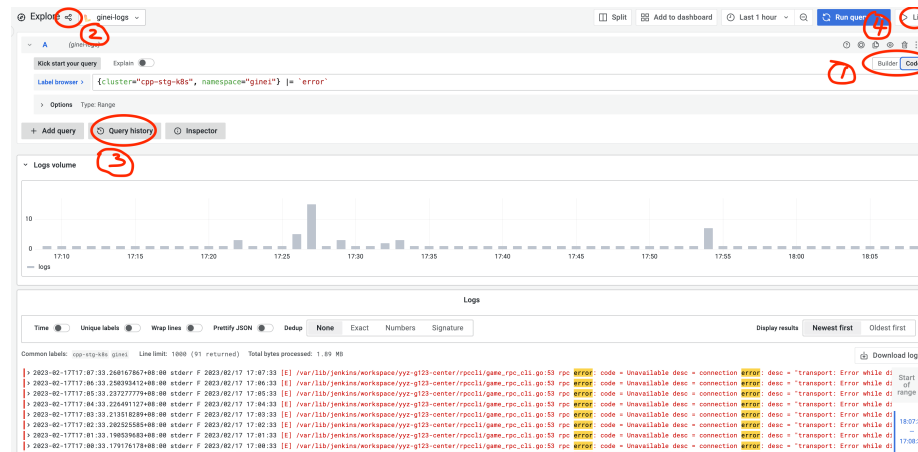 Explore ginei-logs Split Add to dashboard Last 1 hour Run query Li
2 4
A (ginei-logs)
Kick start your query Explain Builder Code
1
Label browser > {cluster="cpp-stg-k8s", namespace="ginei"} |= `error`
> Options Type: Range
+ Add query Query history Inspector
3
Logs volume
10
0
17:10 17:15 17:20 17:25 17:30 17:35 17:40 17:45 17:50 17:55 18:00 18:05
logs
Logs
Time Unique labels Wrap lines Prettify JSON Dedup None Exact Numbers Signature Display results Newest first Oldest first
Common labels: cpp-stg-k8s ginei Line limit: 1000 (91 returned) Total bytes processed: 1.89 MB
Download log
> 2023-02-17T17:07:33.260167867+08:00 stderr F 2023/02/17 17:07:33 [E] /var/lib/jenkins/workspace/yyz-g123-center/rpccli/game_rpc_cli.go:53 rpc error: code = Unavailable desc = connection error: desc = "transport: Error while di
> 2023-02-17T17:06:33.250393412+08:00 stderr F 2023/02/17 17:06:33 [E] /var/lib/jenkins/workspace/yyz-g123-center/rpccli/game_rpc_cli.go:53 rpc error: code = Unavailable desc = connection error: desc = "transport: Error while di
> 2023-02-17T17:05:33.237277779+08:00 stderr F 2023/02/17 17:05:33 [E] /var/lib/jenkins/workspace/yyz-g123-center/rpccli/game_rpc_cli.go:53 rpc error: code = Unavailable desc = connection error: desc = "transport: Error while di
> 2023-02-17T17:04:33.226491127+08:00 stderr F 2023/02/17 17:04:33 [E] /var/lib/jenkins/workspace/yyz-g123-center/rpccli/game_rpc_cli.go:53 rpc error: code = Unavailable desc = connection error: desc = "transport: Error while di
> 2023-02-17T17:03:33.213518289+08:00 stderr F 2023/02/17 17:03:33 [E] /var/lib/jenkins/workspace/yyz-g123-center/rpccli/game_rpc_cli.go:53 rpc error: code = Unavailable desc = connection error: desc = "transport: Error while di
> 2023-02-17T17:02:33.202525585+08:00 stderr F 2023/02/17 17:02:33 [E] /var/lib/jenkins/workspace/yyz-g123-center/rpccli/game_rpc_cli.go:53 rpc error: code = Unavailable desc = connection error: desc = "transport: Error while di
> 2023-02-17T17:01:33.190539683+08:00 stderr F 2023/02/17 17:01:33 [E] /var/lib/jenkins/workspace/yyz-g123-center/rpccli/game_rpc_cli.go:53 rpc error: code = Unavailable desc = connection error: desc = "transport: Error while di
> 2023-02-17T17:00:33.179176178+08:00 stderr F 2023/02/17 17:00:33 [E] /var/lib/jenkins/workspace/yyz-g123-center/rpccli/game_rpc_cli.go:53 rpc error: code = Unavailable desc = connection error: desc = "transport: Error while di
Start
of
range
18:07:
—
17:08: